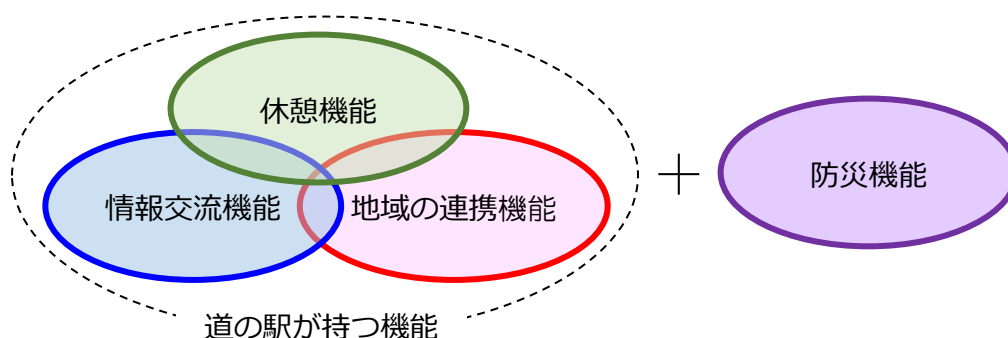 休憩機能
情報交流機能
地域の連携機能
道の駅が持つ機能
＋
防災機能